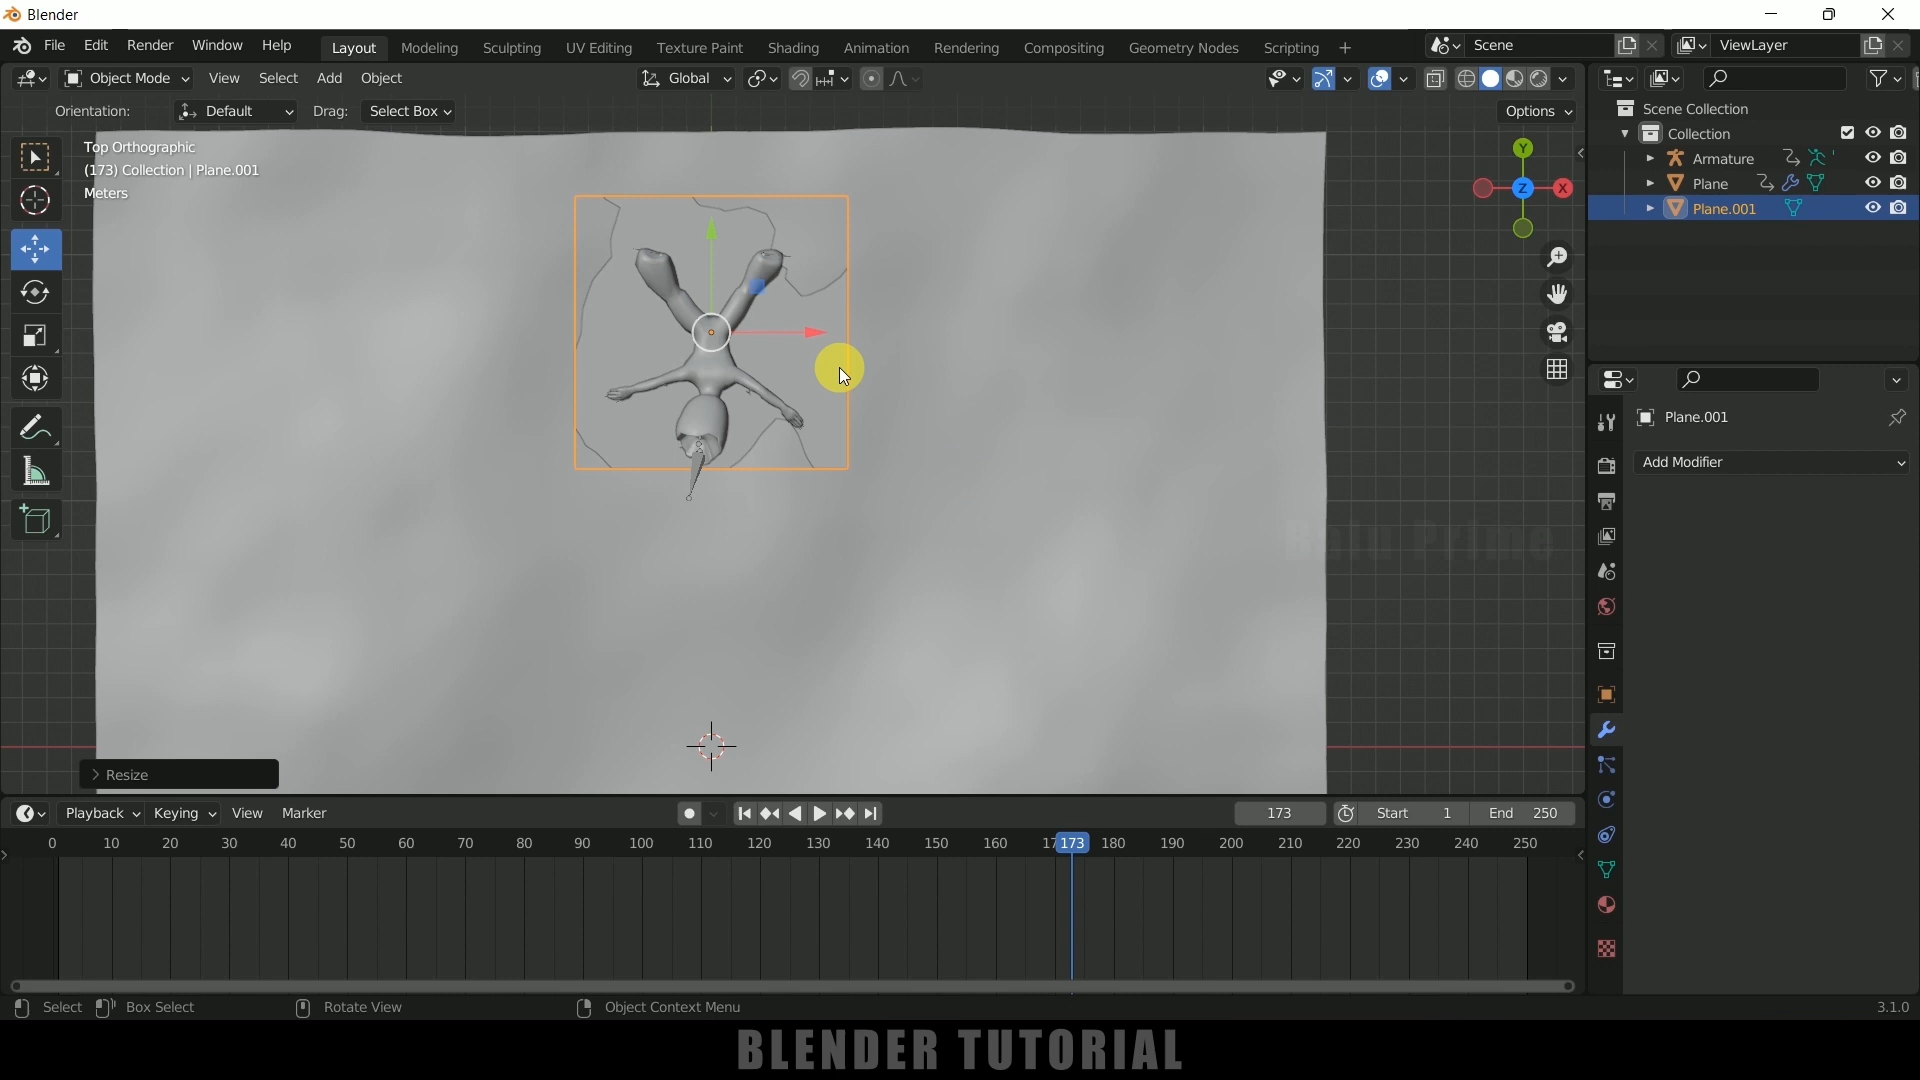 Blender
File Edit Render Window Help Layout Modeling Sculpting UV Editing Texture Paint Shading Animation Rendering Compositing Geometry Nodes Scripting + Scene ViewLayer
Object Mode View Select Add Object Global
Orientation: Default Drag: Select Box Options
Top Orthographic
(173) Collection | Plane.001
Meters
Y
X
Z
Scene Collection
Collection
Armature
Plane
Plane.001
Plane.001
Add Modifier
Batu Prime
> Resize
Playback Keying View Marker 173 Start 1 End 250
0 10 20 30 40 50 60 70 80 90 100 110 120 130 140 150 160 17 173 180 190 200 210 220 230 240 250
Select Box Select Rotate View Object Context Menu 3.1.0
BLENDER TUTORIAL